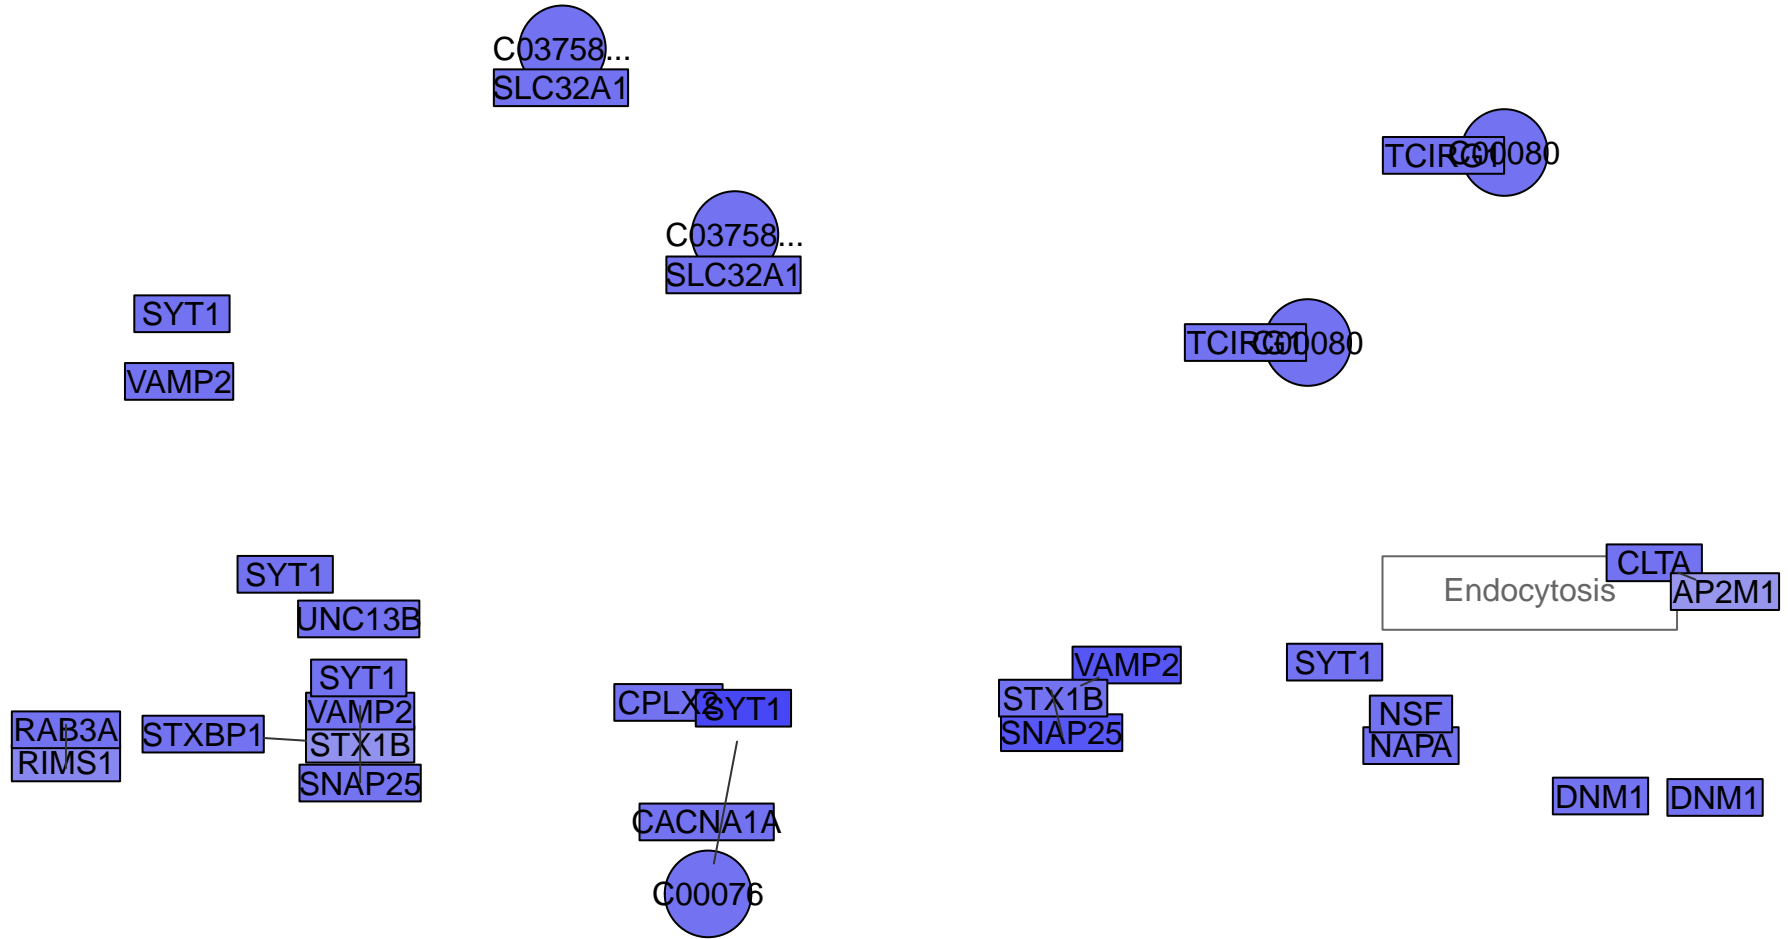 C03758...
SLC32A1
TCIRG1
C00080
C03758...
SLC32A1
SYT1
TCIRG1
C00080
VAMP2
SYT1
UNC13B
CLTA
Endocytosis
AP2M1
SYT1
VAMP2
STX1B
SNAP25
RAB3A
RIMS1
STXBP1
CPLX2
SYT1
VAMP2
STX1B
SNAP25
SYT1
NSF
NAPA
DNM1
DNM1
CACNA1A
C00076